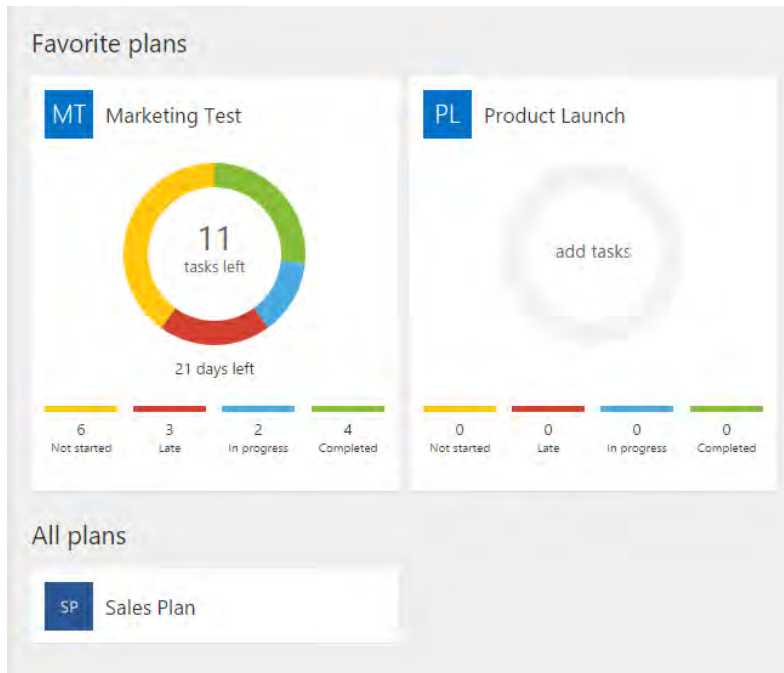 Favorite plans
MT Marketing Test
11
tasks left
21 days left
6 3 2 4
Not started Late In progress Completed
PL Product Launch
add tasks
0 0 0 0
Not started Late In progress Completed
All plans
SP Sales Plan